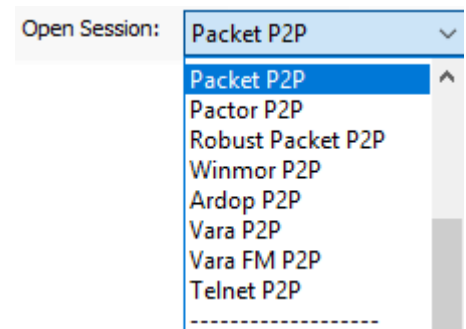 Open Session: Packet P2P
Packet P2P
Pactor P2P
Robust Packet P2P
Winmor P2P
Ardop P2P
Vara P2P
Vara FM P2P
Telnet P2P
-------------------